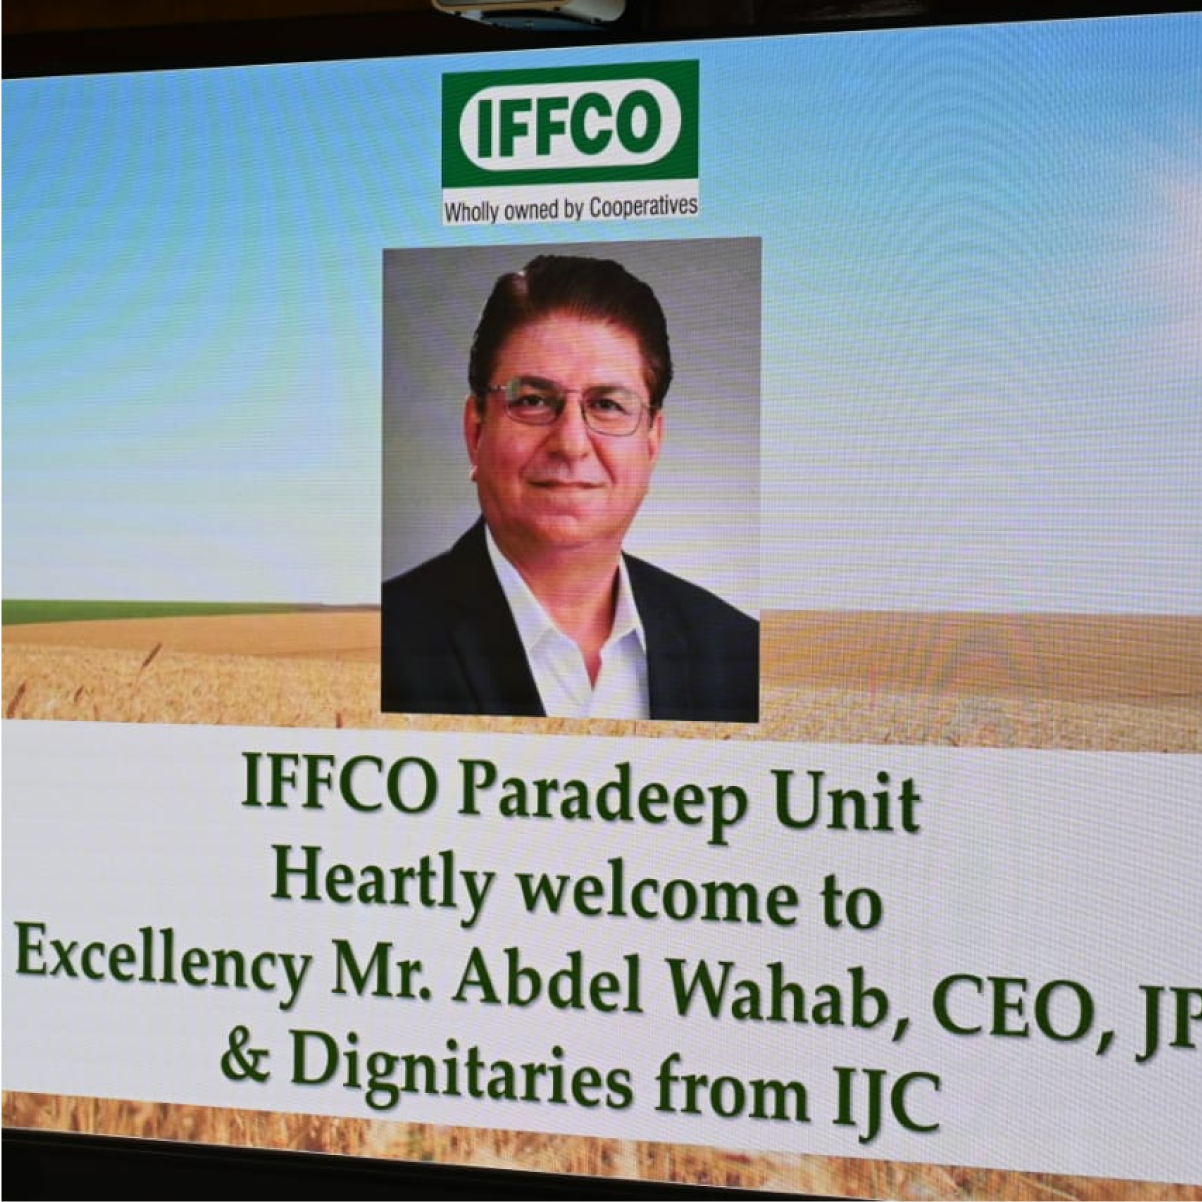 IFFCO
Wholly owned by Cooperatives
IFFCO Paradeep Unit
Heartly welcome to
Excellency Mr. Abdel Wahab, CEO, JP
& Dignitaries from IJC